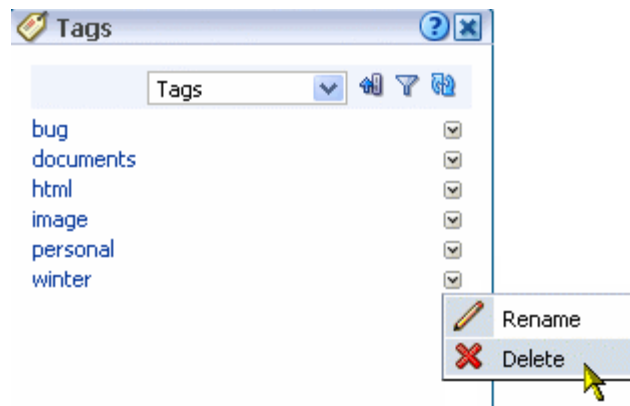 Tags
Tags
bug
documents
html
image
personal
winter
Rename
Delete